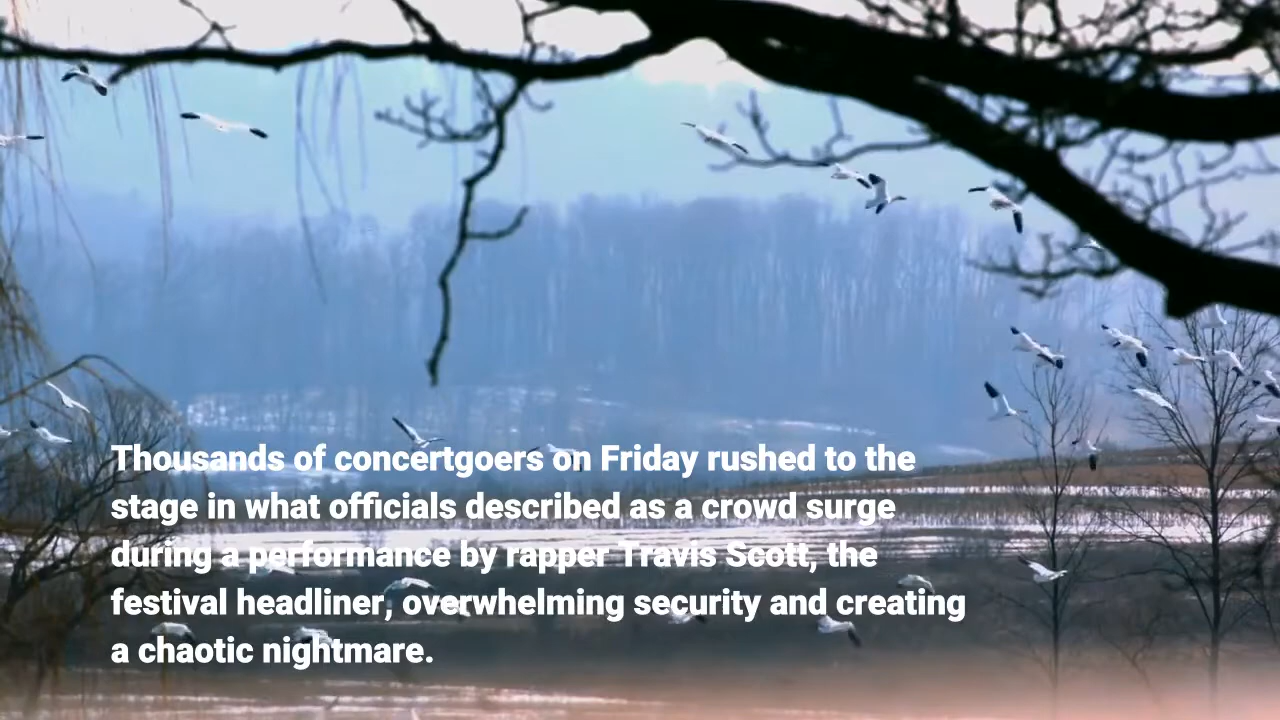 Thousands of concertgoers on Friday rushed to the
stage in what officials described as a crowd surge
during a performance by rapper Travis Scott, the
festival headliner, overwhelming security and creating
a chaotic nightmare.